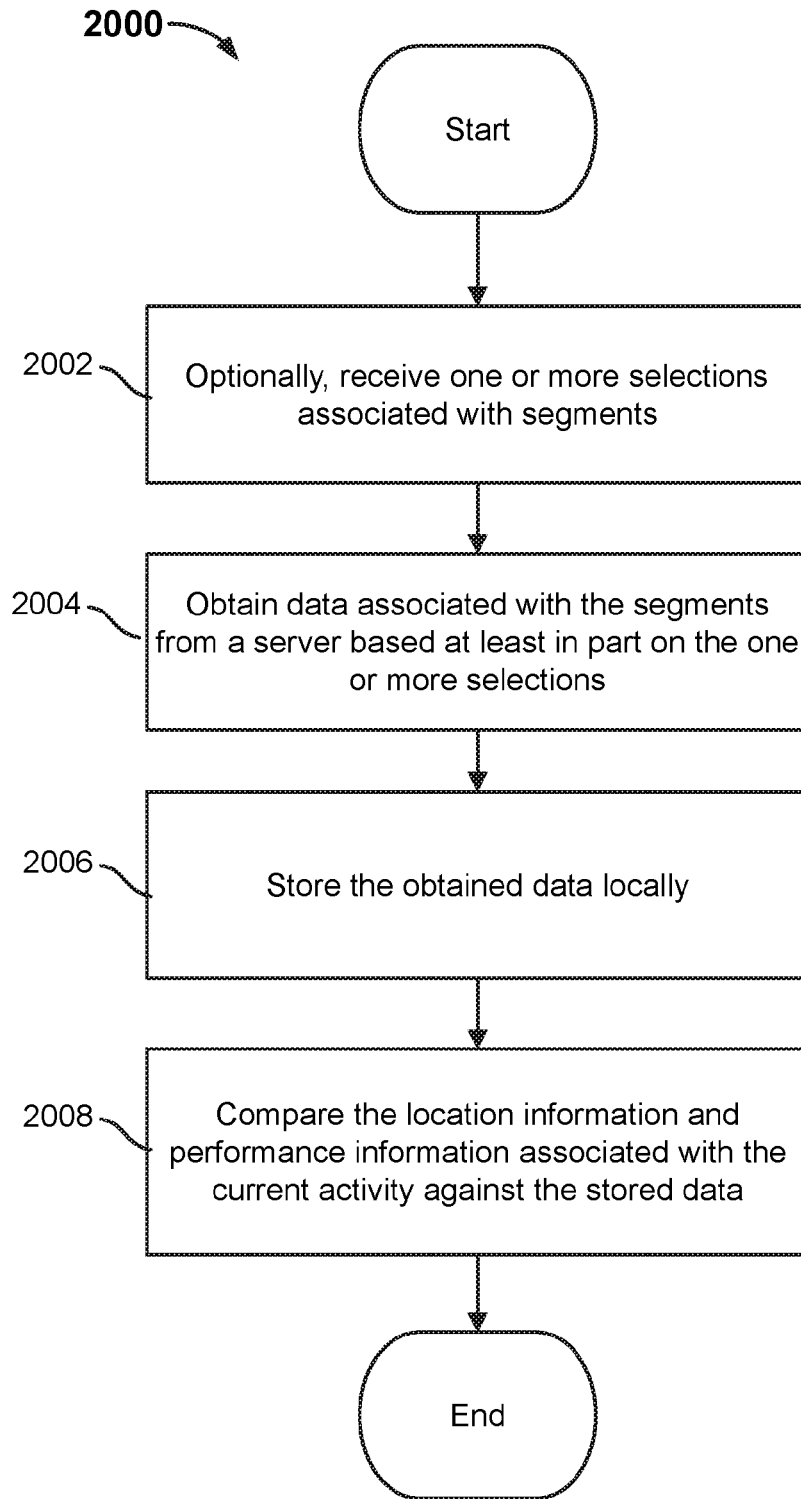 2000
Start
2002
Optionally, receive one or more selections
associated with segments
2004
Obtain data associated with the segments
from a server based at least in part on the one
or more selections
2006
Store the obtained data locally
2008
Compare the location information and
performance information associated with the
current activity against the stored data
End